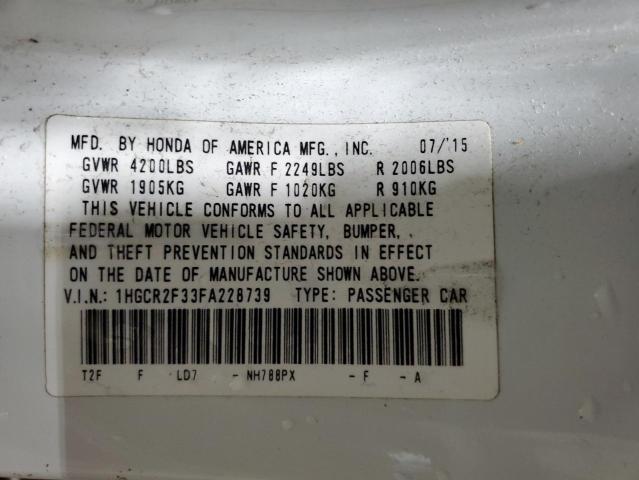 MFD. BY HONDA OF AMERICA MFG., INC. 07/'15
GVWR 4200LBS GAWR F 2249LBS R 2006LBS
GVWR 1905KG GAWR F 1020KG R 910KG
THIS VEHICLE CONFORMS TO ALL APPLICABLE
FEDERAL MOTOR VEHICLE SAFETY, BUMPER,
AND THEFT PREVENTION STANDARDS IN EFFECT
ON THE DATE OF MANUFACTURE SHOWN ABOVE.
V.I.N.: 1HGCR2F33FA228739 TYPE: PASSENGER CAR
T2F F LD7 - NH788PX - F - A